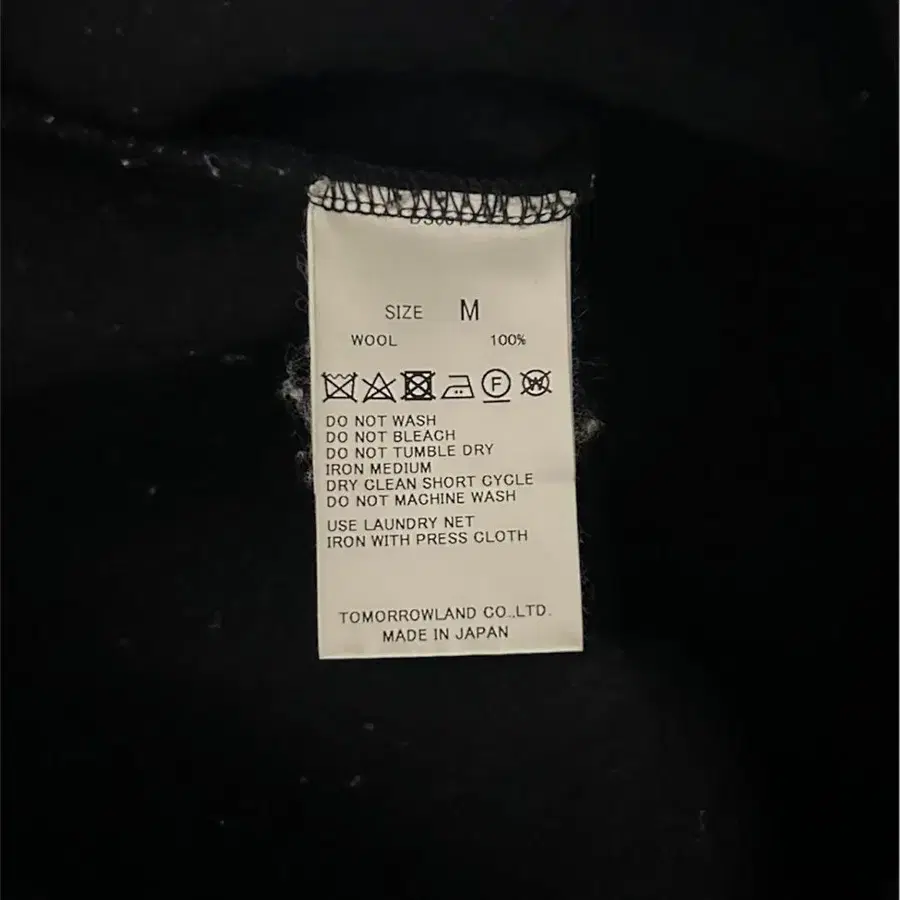 SIZE M
WOOL 100%
F W
DO NOT WASH
DO NOT BLEACH
DO NOT TUMBLE DRY
IRON MEDIUM
DRY CLEAN SHORT CYCLE
DO NOT MACHINE WASH
USE LAUNDRY NET
IRON WITH PRESS CLOTH
TOMORROWLAND CO.,LTD.
MADE IN JAPAN